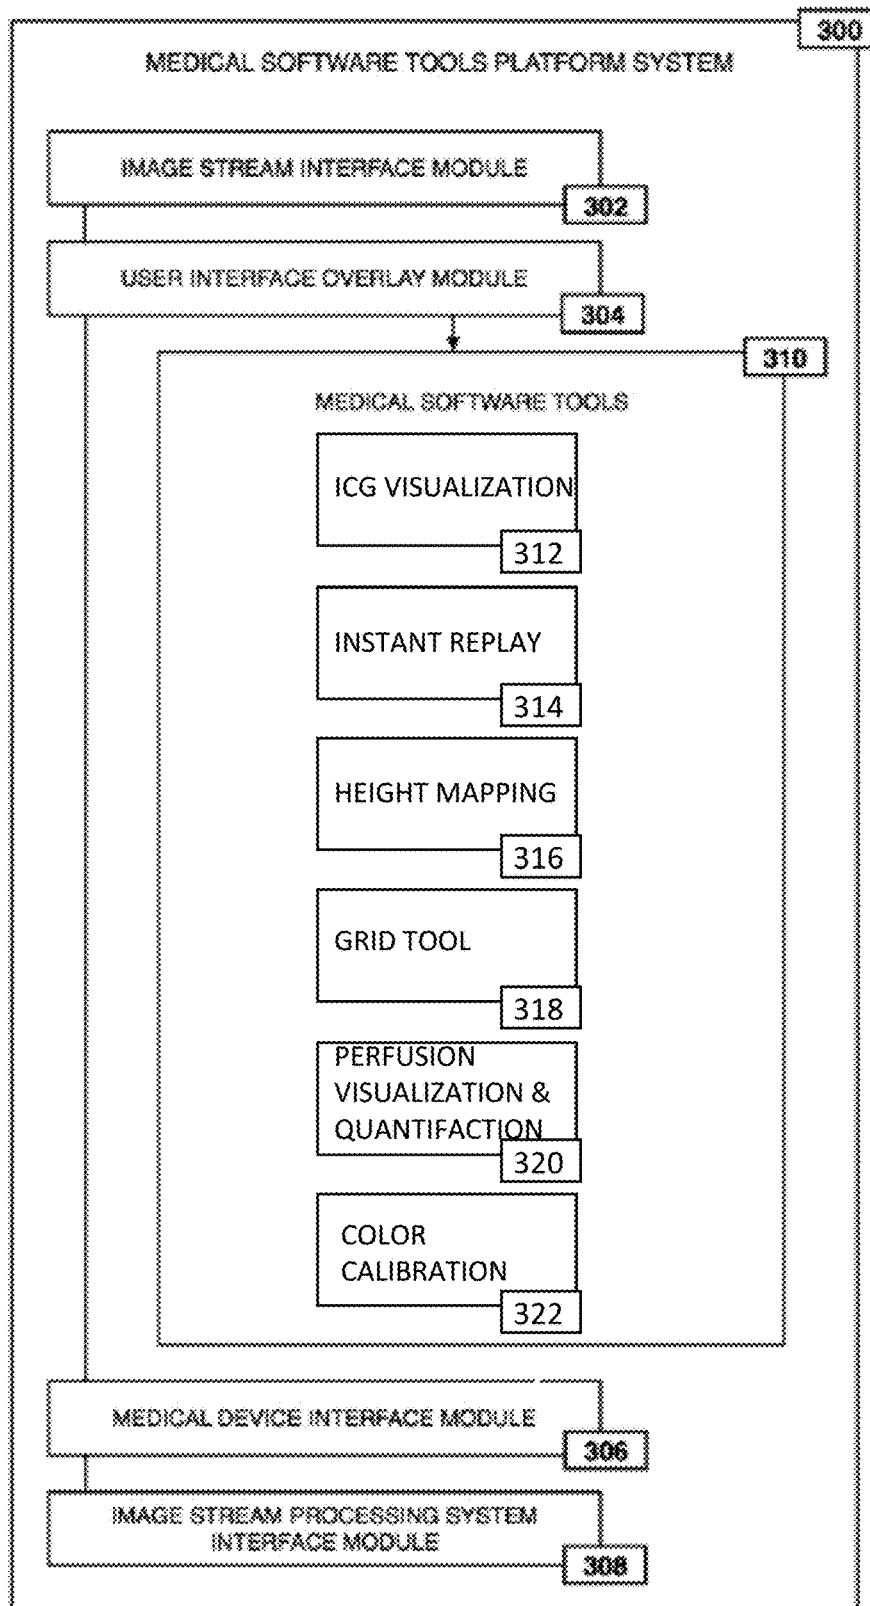 300
MEDICAL SOFTWARE TOOLS PLATFORM SYSTEM
IMAGE STREAM INTERFACE MODULE
302
USER INTERFACE OVERLAY MODULE
304
310
MEDICAL SOFTWARE TOOLS
ICG VISUALIZATION
312
INSTANT REPLAY
314
HEIGHT MAPPING
316
GRID TOOL
318
PERFUSION
VISUALIZATION &
QUANTIFACTION
320
COLOR
CALIBRATION
322
MEDICAL DEVICE INTERFACE MODULE
306
IMAGE STREAM PROCESSING SYSTEM
INTERFACE MODULE
308